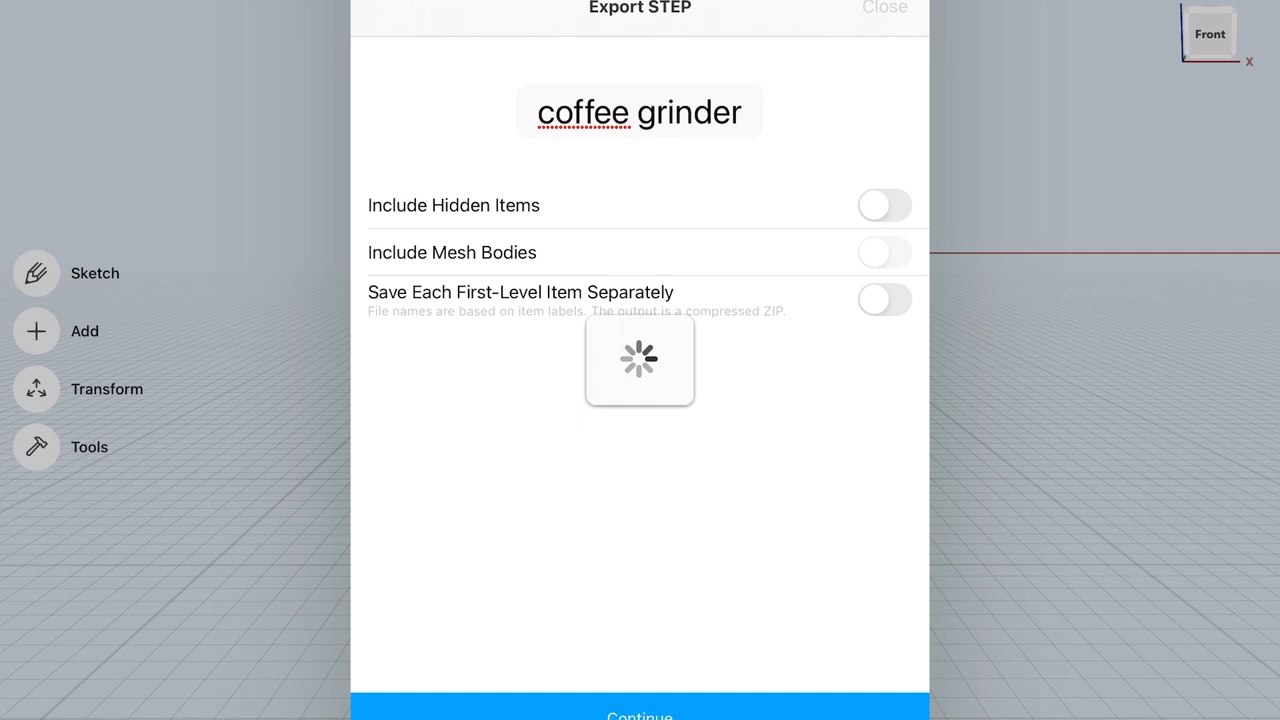 Export STEP
Close
Front
X
coffee grinder
Include Hidden Items
Include Mesh Bodies
Save Each First-Level Item Separately
File names are based on item labels. The output is a compressed ZIP.
Sketch
Add
Transform
Tools
Continue